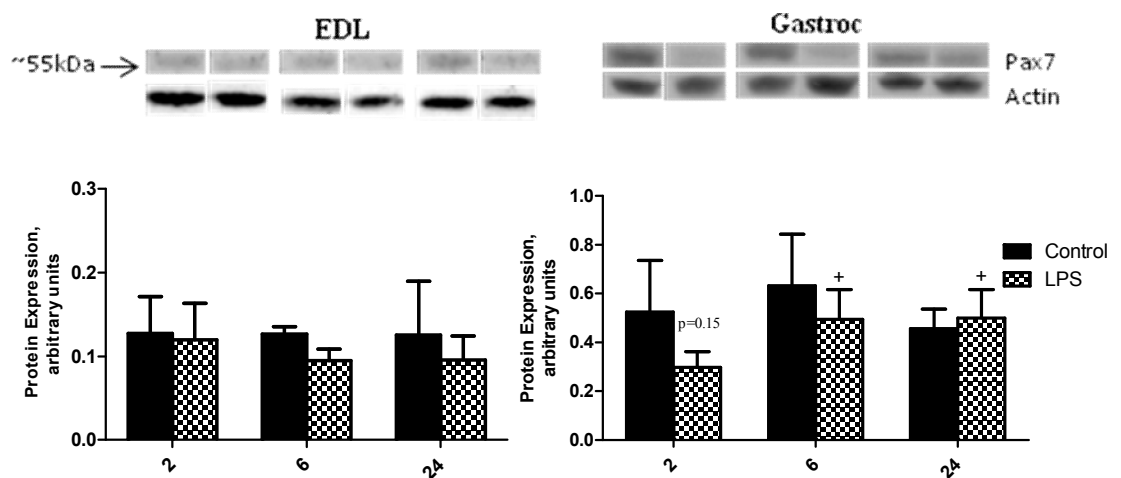 EDL
Gastroc
~55kDa
Pax7
Actin
0.3
0.2
0.1
0.0
Protein Expression,
arbitrary units
2
6
24
1.0
0.8
0.6
0.4
0.2
0.0
Protein Expression,
arbitrary units
p=0.15
+
+
2
6
24
Control
LPS